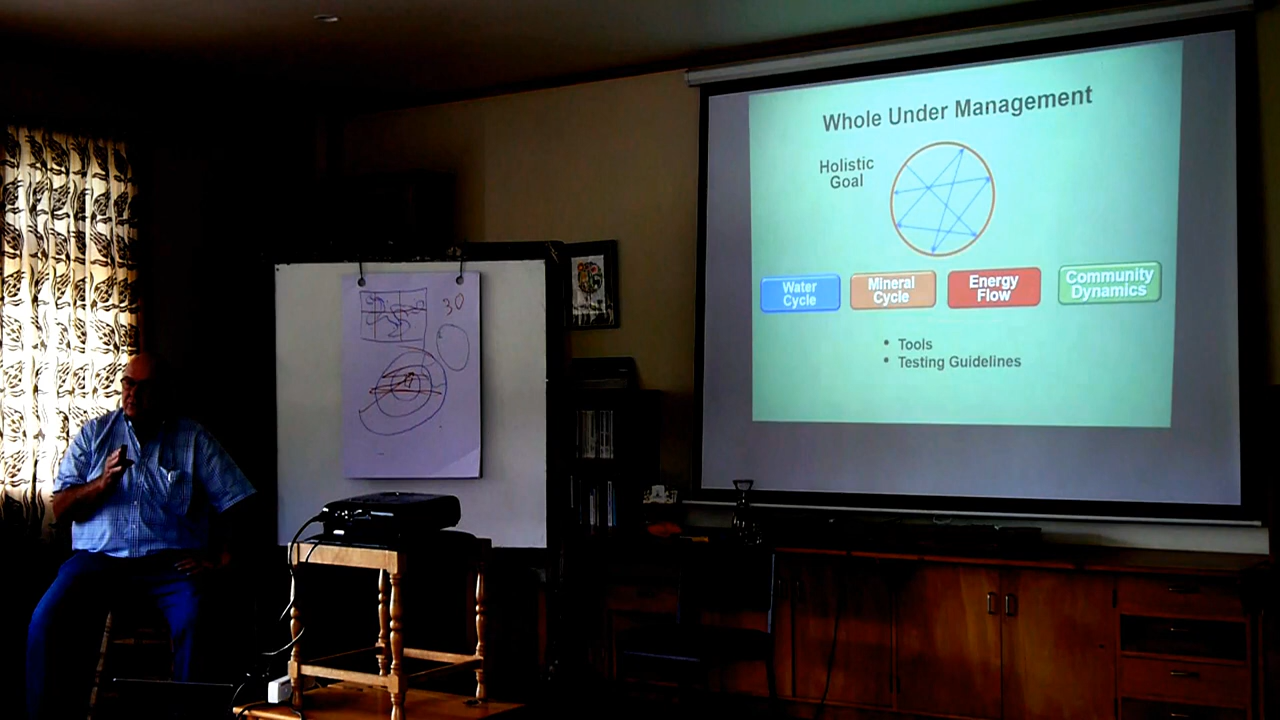 30
Whole Under Management
Holistic
Goal
Water
Cycle
Mineral
Cycle
Energy
Flow
Community
Dynamics
• Tools
• Testing Guidelines